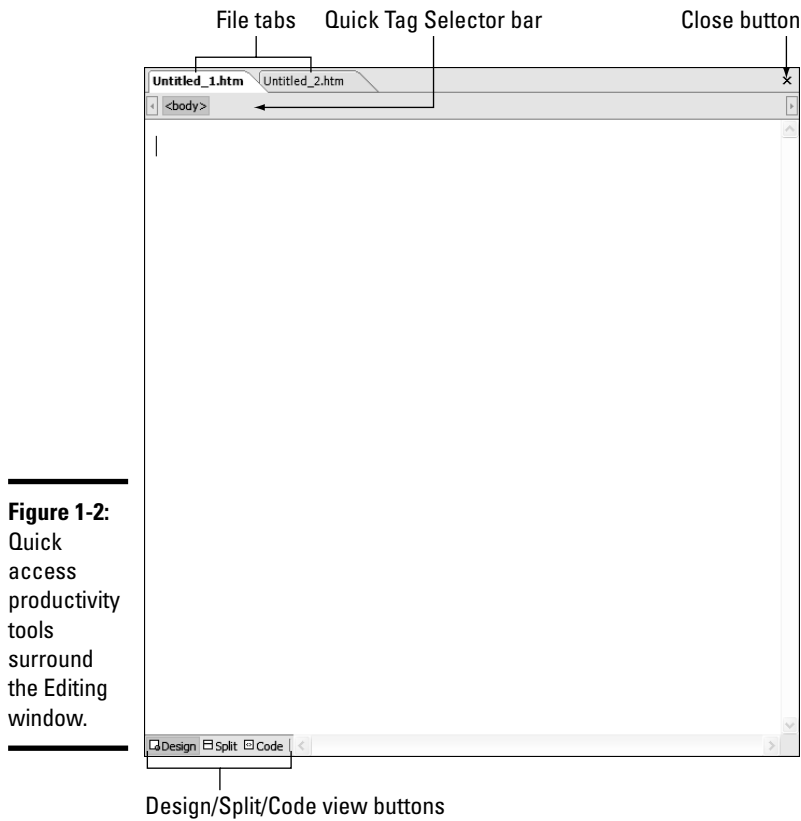 File tabs Quick Tag Selector bar Close button
Untitled_1.htm Untitled_2.htm
<body>
Figure 1-2:
Quick
access
productivity
tools
surround
the Editing
window.
Design Split Code
Design/Split/Code view buttons